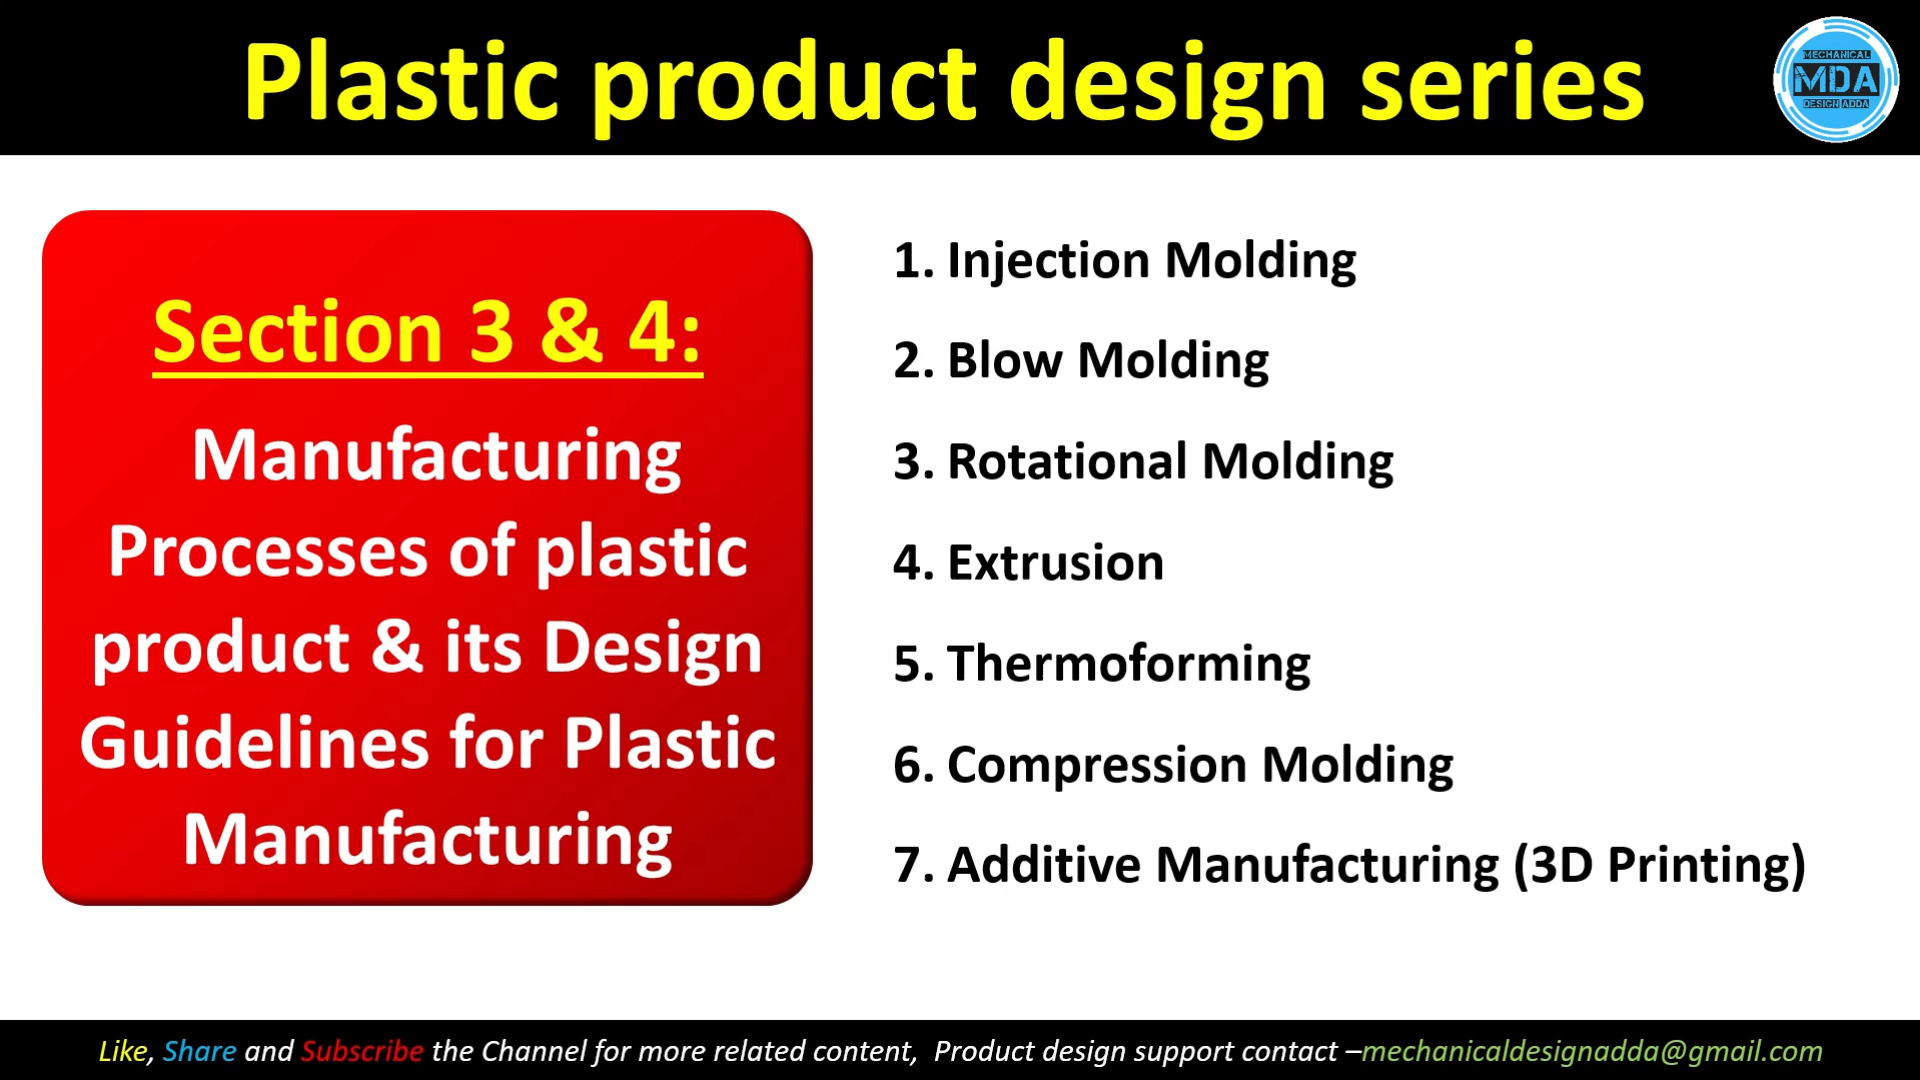 Plastic product design series
MECHANICAL
MDA
DESIGN ADDA
Section 3 & 4:
Manufacturing
Processes of plastic
product & its Design
Guidelines for Plastic
Manufacturing
1. Injection Molding
2. Blow Molding
3. Rotational Molding
4. Extrusion
5. Thermoforming
6. Compression Molding
7. Additive Manufacturing (3D Printing)
Like, Share and Subscribe the Channel for more related content, Product design support contact –mechanicaldesignadda@gmail.com